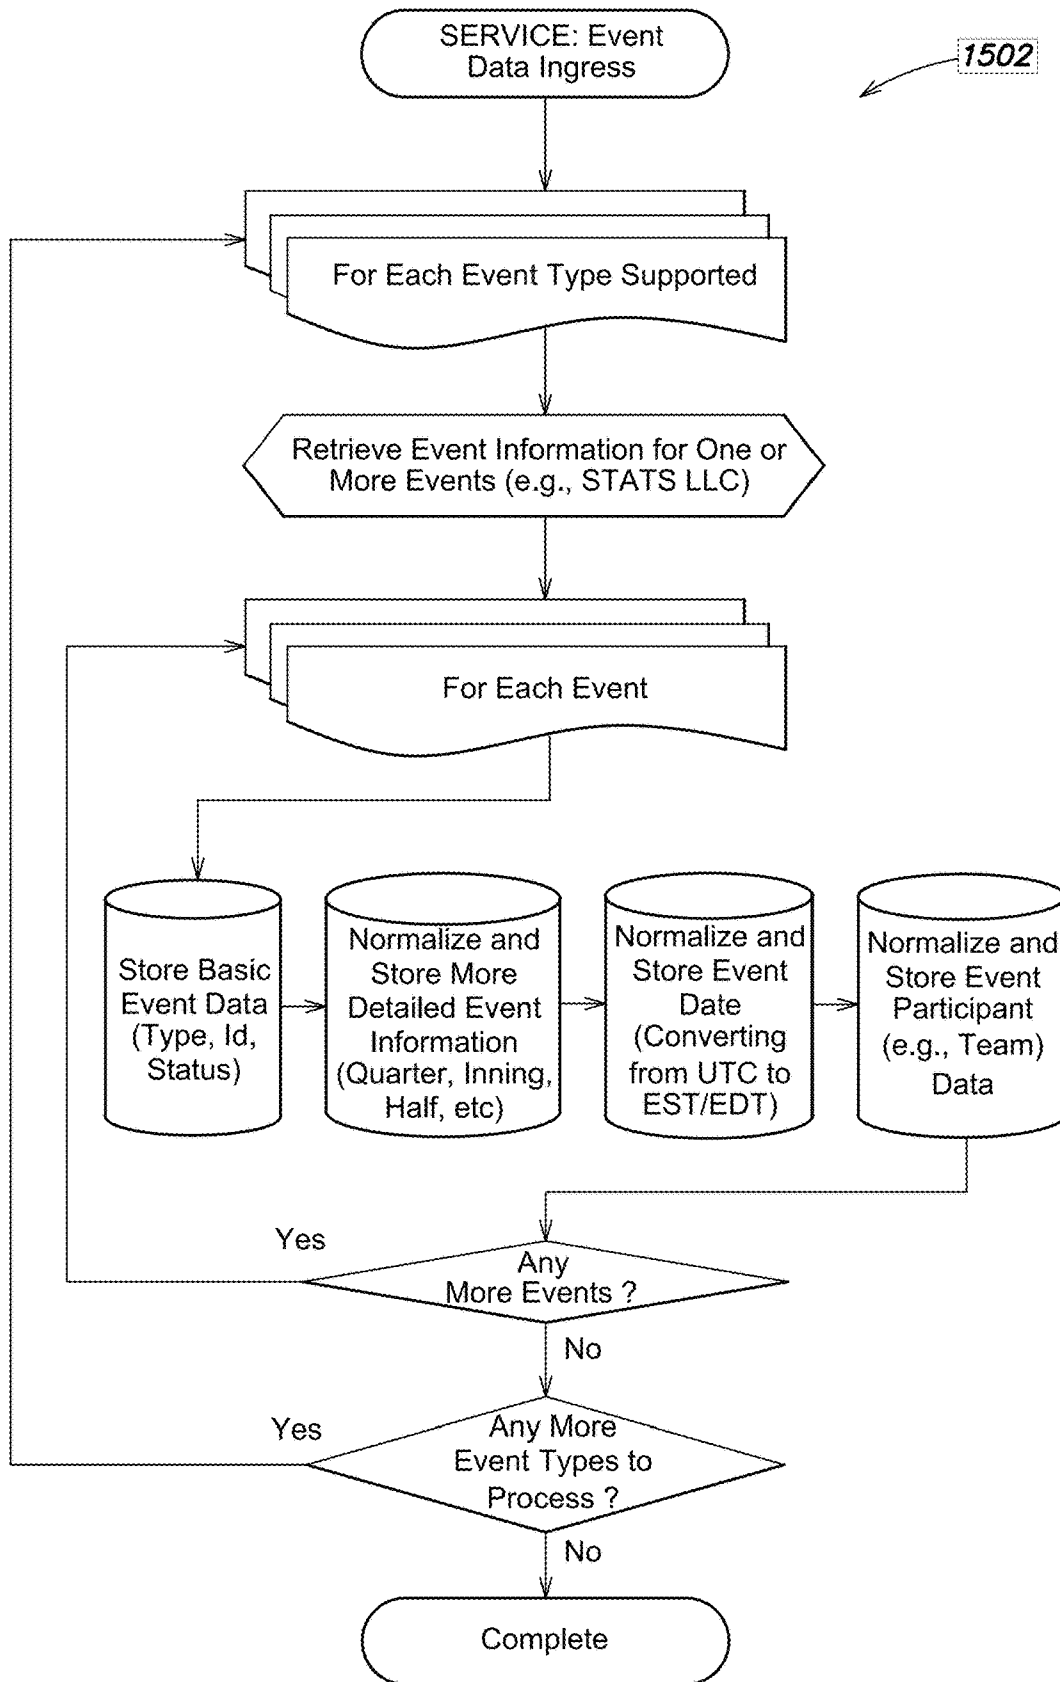 SERVICE: Event
Data Ingress
1502
For Each Event Type Supported
Retrieve Event Information for One or
More Events (e.g., STATS LLC)
For Each Event
Store Basic
Event Data
(Type, Id,
Status)
Normalize and
Store More
Detailed Event
Information
(Quarter, Inning,
Half, etc)
Normalize and
Store Event
Date
(Converting
from UTC to
EST/EDT)
Normalize and
Store Event
Participant
(e.g., Team)
Data
Yes
Any
More Events ?
No
Yes
Any More
Event Types to
Process ?
No
Complete